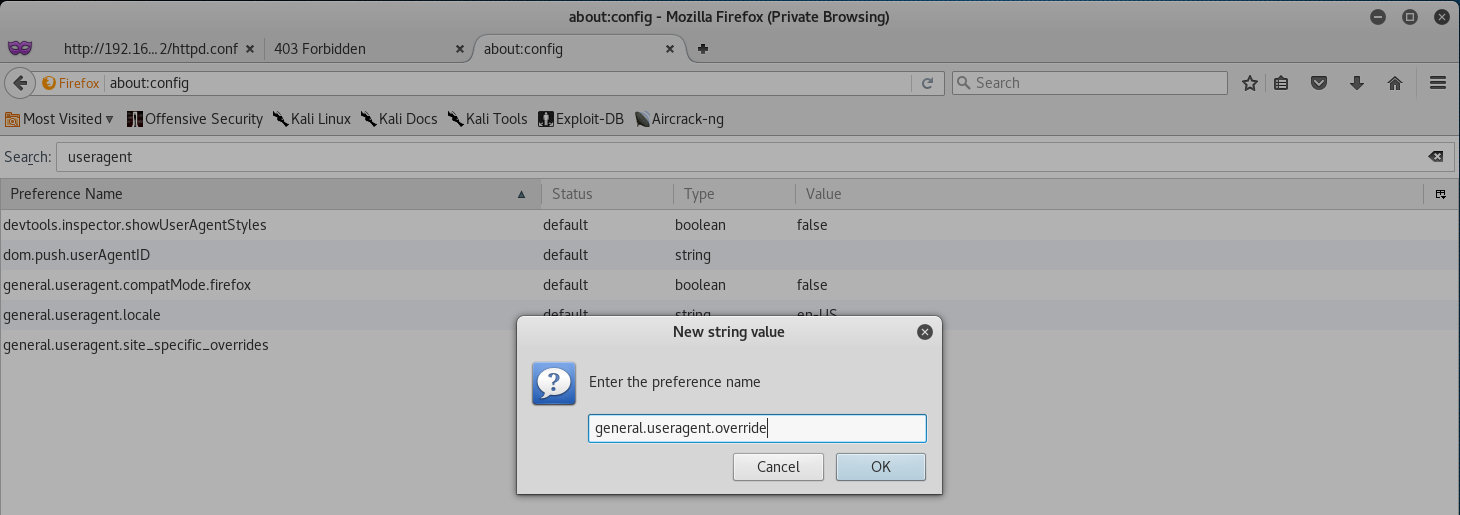 about:config - Mozilla Firefox (Private Browsing)
http://192.16...2/httpd.conf 403 Forbidden about:config
Firefox about:config Search
Most Visited Offensive Security Kali Linux Kali Docs Kali Tools Exploit-DB Aircrack-ng
Search: useragent
Preference Name Status Type Value
devtools.inspector.showUserAgentStyles default boolean false
dom.push.userAgentID default string
general.useragent.compatMode.firefox default boolean false
general.useragent.locale default string en-US
general.useragent.site_specific_overrides
New string value
Enter the preference name
general.useragent.override
Cancel OK